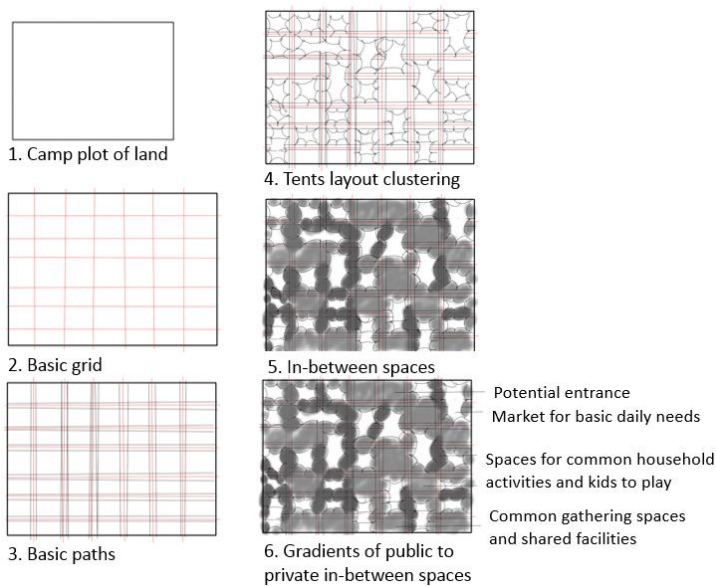 1. Camp plot of land
2. Basic grid
3. Basic paths
4. Tents layout clustering
5. In-between spaces
6. Gradients of public to
private in-between spaces
Potential entrance
Market for basic daily needs
Spaces for common household
activities and kids to play
Common gathering spaces
and shared facilities